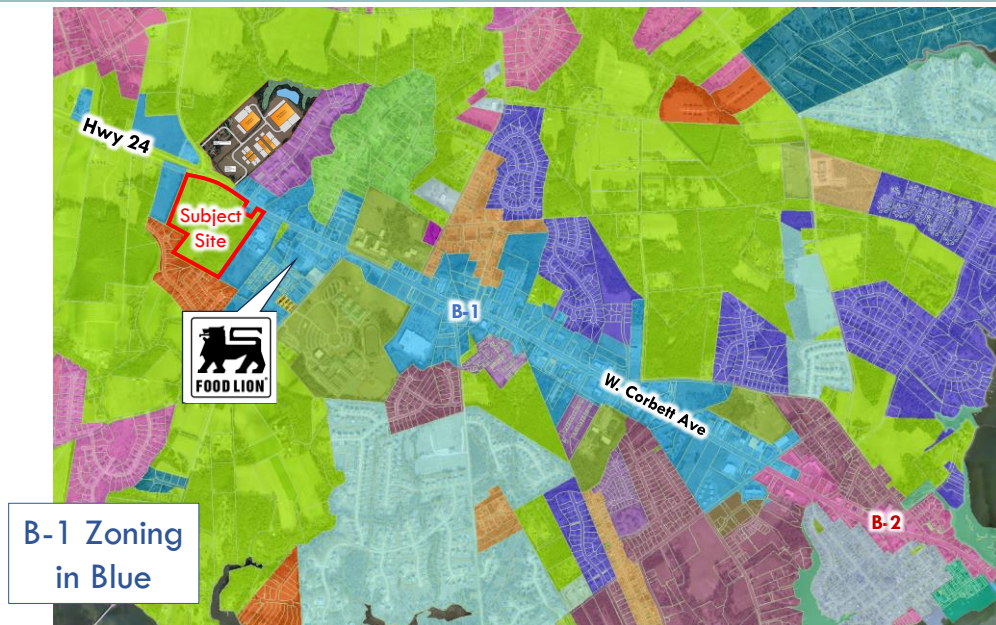 Hwy 24
Subject
Site
FOOD LION
B-1
W. Corbett Ave
B-2
B-1 Zoning
in Blue